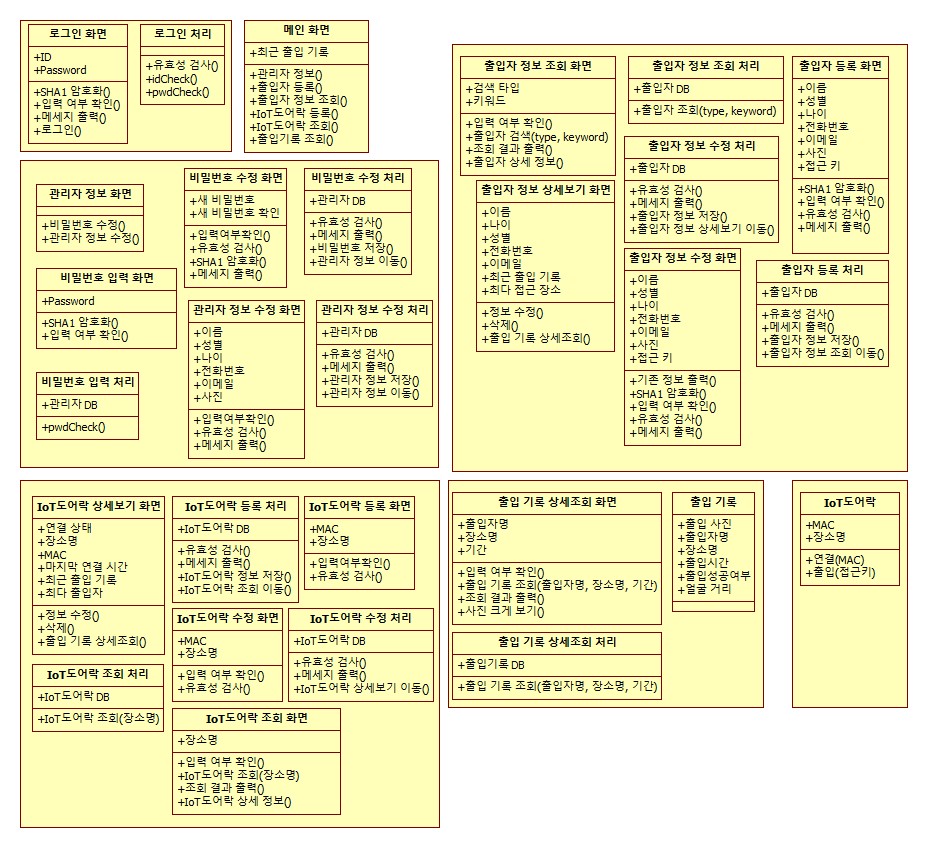 로그인 화면
+ID
+Password
+SHA1 암호화()
+입력 여부 확인()
+메세지 출력()
+로그인()
로그인 처리
+유효성 검사()
+idCheck()
+pwdCheck()
메인 화면
+최근 출입 기록
+관리자 정보()
+출입자 등록()
+출입자 정보 조회()
+IoT도어락 등록()
+IoT도어락 조회()
+출입기록 조회()
관리자 정보 화면
+비밀번호 수정()
+관리자 정보 수정()
비밀번호 수정 화면
+새 비밀번호
+새 비밀번호 확인
+입력여부확인()
+유효성 검사()
+SHA1 암호화()
+메세지 출력()
비밀번호 수정 처리
+관리자 DB
+유효성 검사()
+메세지 출력()
+비밀번호 저장()
+관리자 정보 이동()
비밀번호 입력 화면
+Password
+SHA1 암호화()
+입력 여부 확인()
관리자 정보 수정 화면
+이름
+성별
+나이
+전화번호
+이메일
+사진
+입력여부확인()
+유효성 검사()
+메세지 출력()
관리자 정보 수정 처리
+관리자 DB
+유효성 검사()
+메세지 출력()
+관리자 정보 저장()
+관리자 정보 이동()
비밀번호 입력 처리
+관리자 DB
+pwdCheck()
출입자 정보 조회 화면
+검색 타입
+키워드
+입력 여부 확인()
+출입자 검색(type, keyword)
+조회 결과 출력()
+출입자 상세 정보()
출입자 정보 조회 처리
+출입자 DB
+출입자 조회(type, keyword)
출입자 등록 화면
+이름
+성별
+나이
+전화번호
+이메일
+사진
+접근 키
+SHA1 암호화()
+입력 여부 확인()
+유효성 검사()
+메세지 출력()
출입자 정보 수정 처리
+출입자 DB
+유효성 검사()
+메세지 출력()
+출입자 정보 저장()
+출입자 정보 상세보기 이동()
출입자 정보 상세보기 화면
+이름
+나이
+성별
+전화번호
+이메일
+최근 출입 기록
+최다 접근 장소
+정보 수정()
+삭제()
+출입 기록 상세조회()
출입자 정보 수정 화면
+이름
+성별
+나이
+전화번호
+이메일
+사진
+접근 키
+기존 정보 출력()
+SHA1 암호화()
+입력 여부 확인()
+유효성 검사()
+메세지 출력()
출입자 등록 처리
+출입자 DB
+유효성 검사()
+메세지 출력()
+출입자 정보 저장()
+출입자 정보 조회 이동()
IoT도어락 상세보기 화면
+연결 상태
+장소명
+MAC
+마지막 연결 시간
+최근 출입 기록
+최다 출입자
+정보 수정()
+삭제()
+출입 기록 상세조회()
IoT도어락 등록 처리
+IoT도어락 DB
+유효성 검사()
+메세지 출력()
+IoT도어락 정보 저장()
+IoT도어락 조회 이동()
IoT도어락 등록 화면
+MAC
+장소명
+입력여부확인()
+유효성 검사()
IoT도어락 수정 화면
+MAC
+장소명
+입력 여부 확인()
+유효성 검사()
IoT도어락 수정 처리
+IoT도어락 DB
+유효성 검사()
+메세지 출력()
+IoT도어락 상세보기 이동()
IoT도어락 조회 처리
+IoT도어락 DB
+IoT도어락 조회(장소명)
IoT도어락 조회 화면
+장소명
+입력 여부 확인()
+IoT도어락 조회(장소명)
+조회 결과 출력()
+IoT도어락 상세 정보()
출입 기록 상세조회 화면
+출입자명
+장소명
+기간
+입력 여부 확인()
+출입 기록 조회(출입자명, 장소명, 기간)
+조회 결과 출력()
+사진 크게 보기()
출입 기록
+출입 사진
+출입자명
+장소명
+출입시간
+출입성공여부
+얼굴 거리
출입 기록 상세조회 처리
+출입기록 DB
+출입 기록 조회(출입자명, 장소명, 기간)
IoT도어락
+MAC
+장소명
+연결(MAC)
+출입(접근키)